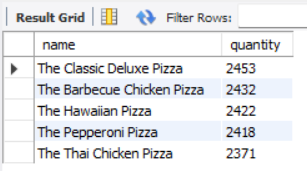 Result Grid Filter Rows:
name quantity
The Classic Deluxe Pizza 2453
The Barbecue Chicken Pizza 2432
The Hawaiian Pizza 2422
The Pepperoni Pizza 2418
The Thai Chicken Pizza 2371